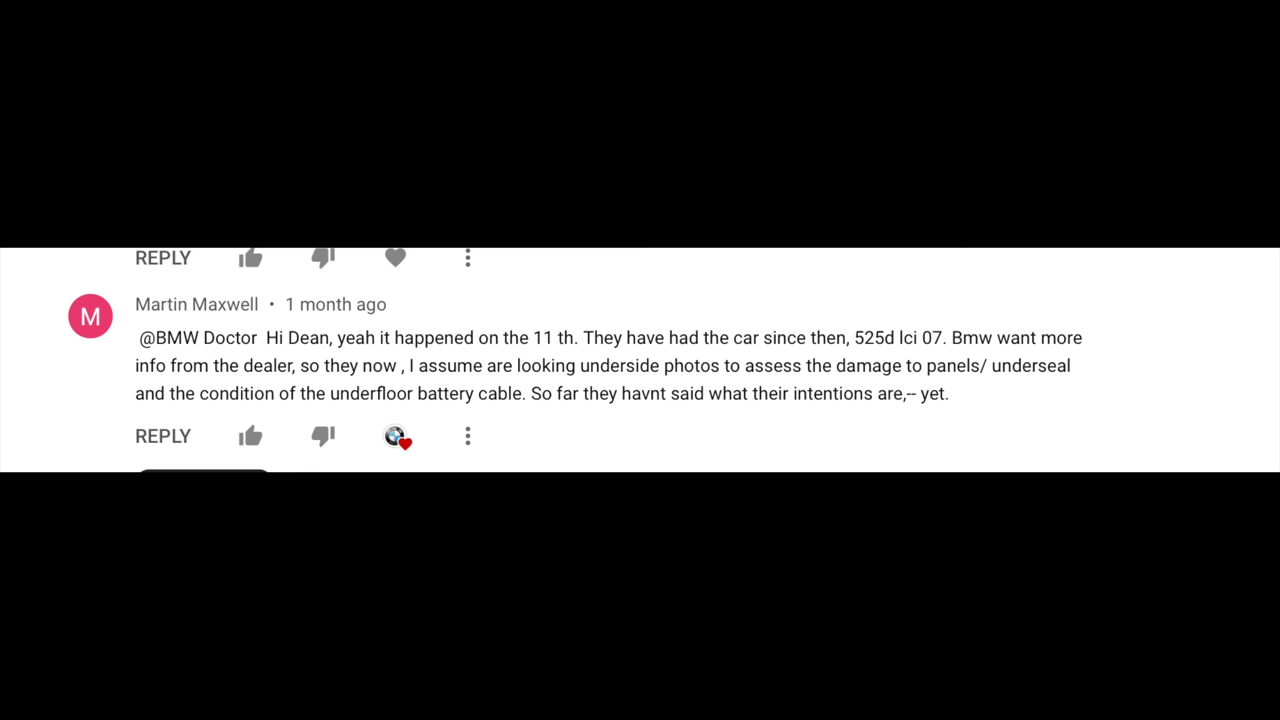 REPLY
Martin Maxwell • 1 month ago
@BMW Doctor Hi Dean, yeah it happened on the 11 th. They have had the car since then, 525d lci 07. Bmw want more
info from the dealer, so they now , I assume are looking underside photos to assess the damage to panels/ underseal
and the condition of the underfloor battery cable. So far they havnt said what their intentions are,-- yet.
REPLY
M